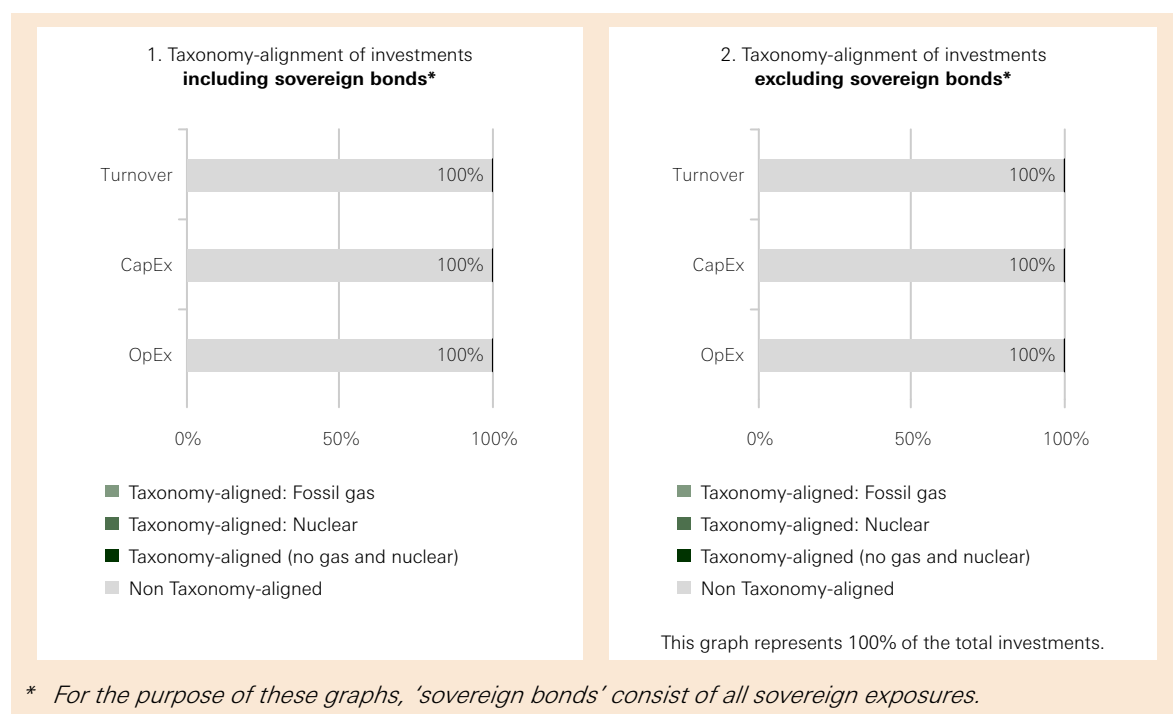 1. Taxonomy-alignment of investments
including sovereign bonds*
Turnover
100%
CapEx
100%
OpEx
100%
0%
50%
100%
Taxonomy-aligned: Fossil gas
Taxonomy-aligned: Nuclear
Taxonomy-aligned (no gas and nuclear)
Non Taxonomy-aligned
2. Taxonomy-alignment of investments
excluding sovereign bonds*
Turnover
100%
CapEx
100%
OpEx
100%
0%
50%
100%
Taxonomy-aligned: Fossil gas
Taxonomy-aligned: Nuclear
Taxonomy-aligned (no gas and nuclear)
Non Taxonomy-aligned
This graph represents 100% of the total investments.
* For the purpose of these graphs, ‘sovereign bonds’ consist of all sovereign exposures.